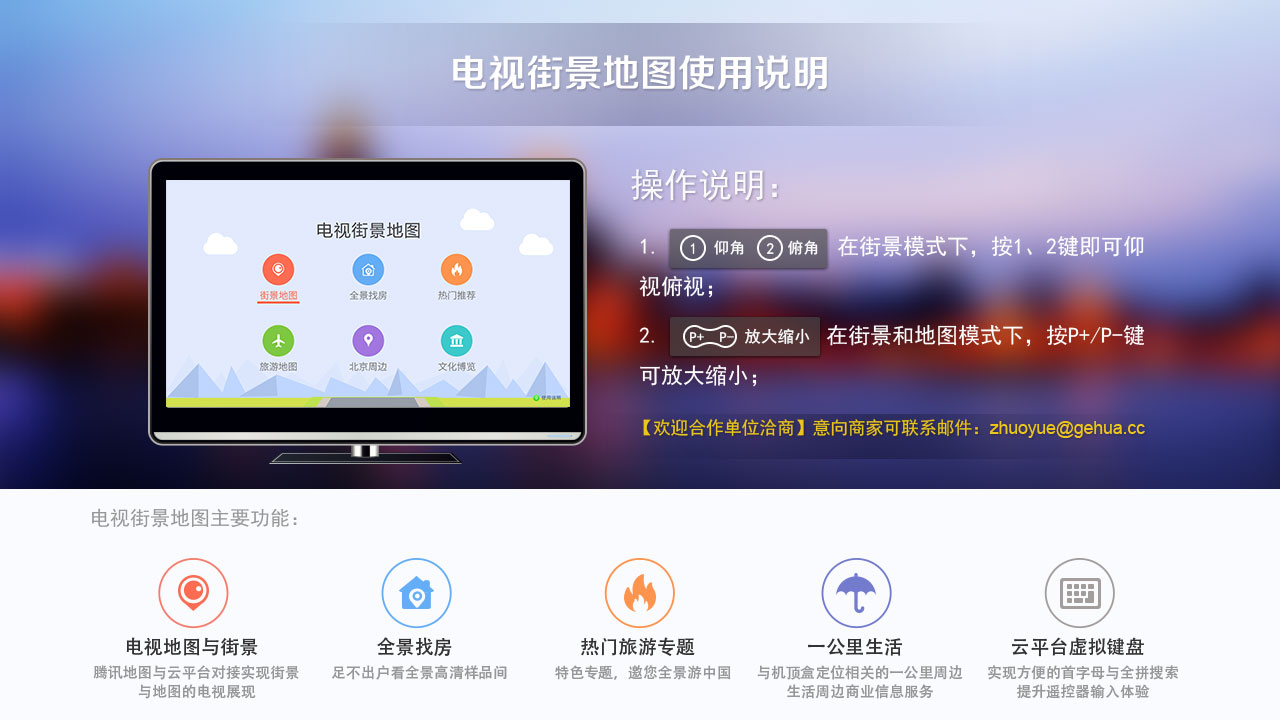 电视街景地图使用说明
电视街景地图
街景地图 全景找房 热门推荐
旅游地图 北京周边 文化博览
使用说明
操作说明：
1. 1 仰角 2 俯角 在街景模式下，按1、2键即可仰
视俯视；
2. P+ P- 放大缩小 在街景和地图模式下，按P+/P-键
可放大缩小；
【欢迎合作单位洽商】意向商家可联系邮件：zhuoyue@gehua.cc
电视街景地图主要功能：
电视地图与街景
腾讯地图与云平台对接实现街景
与地图的电视展现
全景找房
足不出户看全景高清样品间
热门旅游专题
特色专题，邀您全景游中国
一公里生活
与机顶盒定位相关的一公里周边
生活周边商业信息服务
云平台虚拟键盘
实现方便的首字母与全拼搜索
提升遥控器输入体验